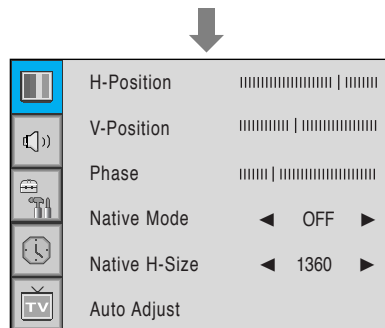 H-Position
V-Position
Phase
Native Mode ◀ OFF ▶
Native H-Size ◀ 1360 ▶
Auto Adjust
TV